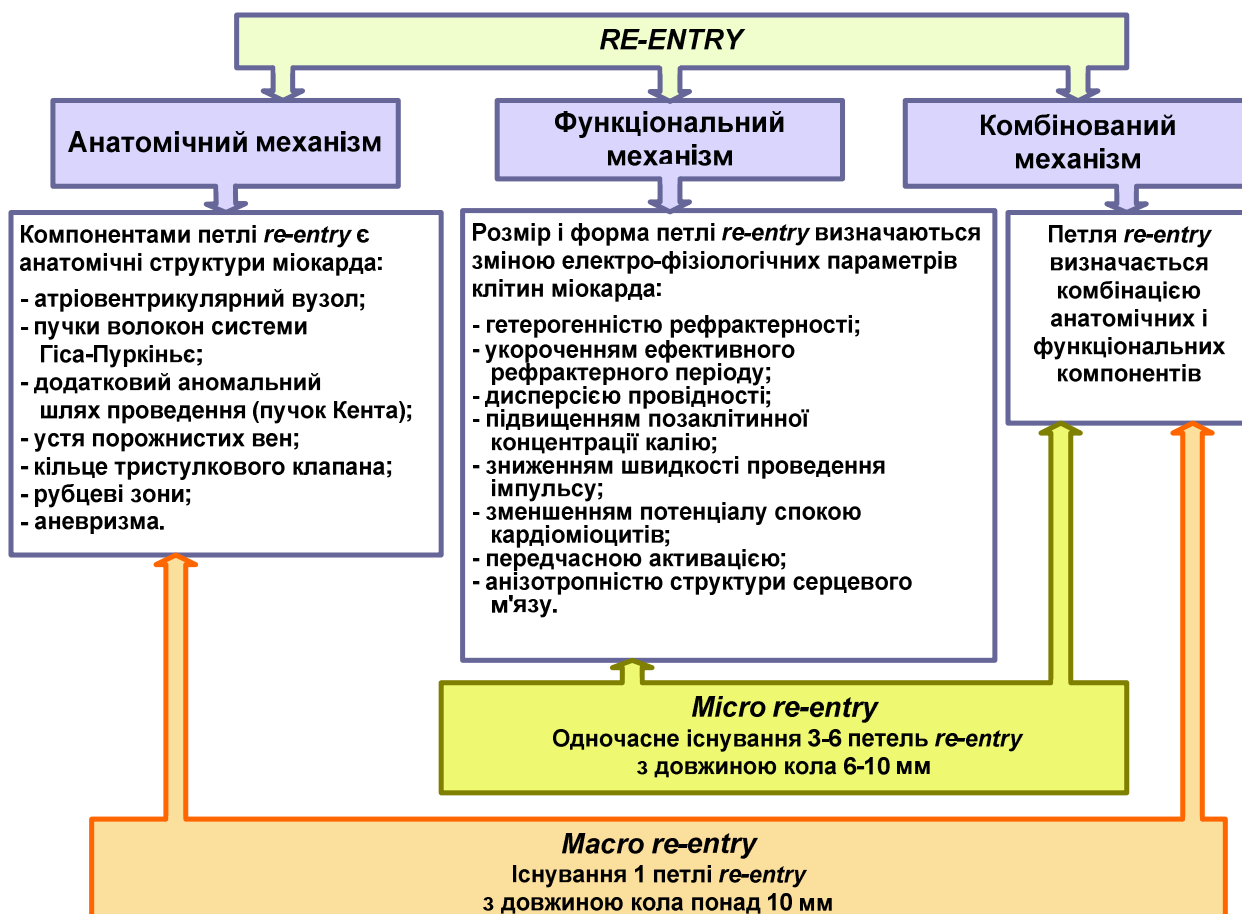 RE-ENTRY
Анатомічний механізм
Функціональний
механізм
Комбінований
механізм
Компонентами петлі re-entry є
анатомічні структури міокарда:
- атріовентрикулярний вузол;
- пучки волокон системи
Гіса-Пуркіньє;
- додатковий аномальний
шлях проведення (пучок Кента);
- устя порожнистих вен;
- кільце тристулкового клапана;
- рубцеві зони;
- аневризма.
Розмір і форма петлі re-entry визначаються
зміною електро-фізіологічних параметрів
клітин міокарда:
- гетерогенністю рефрактерності;
- укороченням ефективного
рефрактерного періоду;
- дисперсією провідності;
- підвищенням позаклітинної
концентрації калію;
- зниженням швидкості проведення
імпульсу;
- зменшенням потенціалу спокою
кардіоміоцитів;
- передчасною активацією;
- анізотропністю структури серцевого
м'язу.
Петля re-entry
визначається
комбінацією
анатомічних і
функціональних
компонентів
Micro re-entry
Одночасне існування 3-6 петель re-entry
з довжиною кола 6-10 мм
Macro re-entry
Існування 1 петлі re-entry
з довжиною кола понад 10 мм